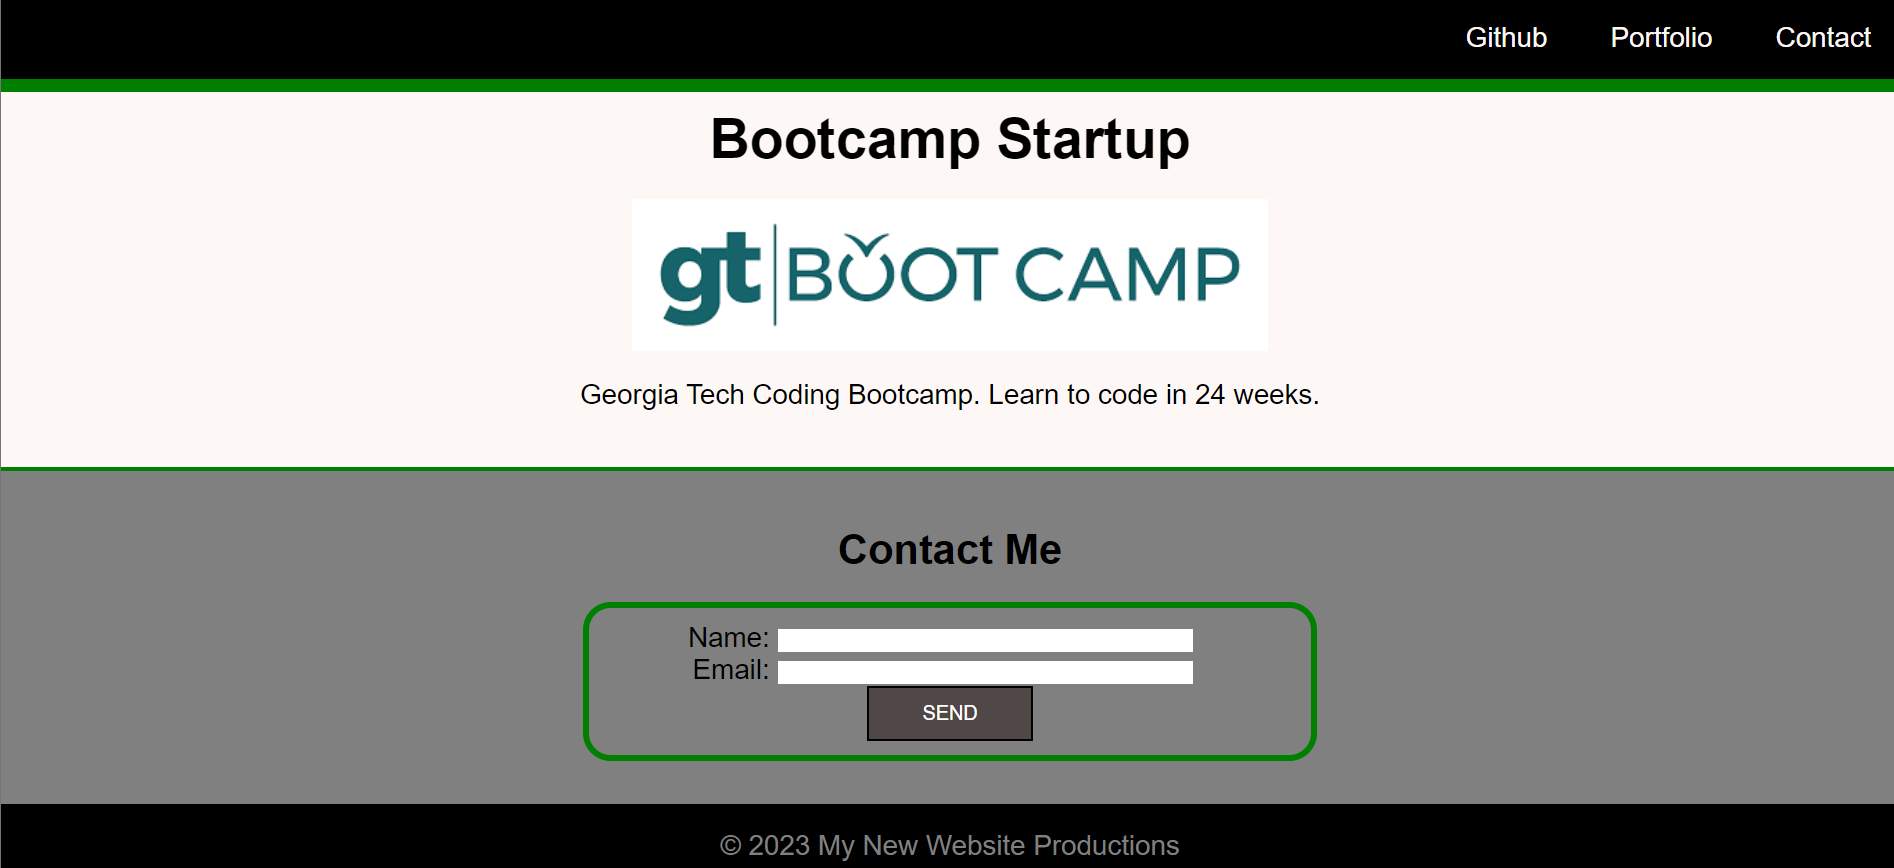 Github Portfolio Contact
Bootcamp Startup
gt BOOT CAMP
Georgia Tech Coding Bootcamp. Learn to code in 24 weeks.
Contact Me
Name:
Email:
SEND
© 2023 My New Website Productions